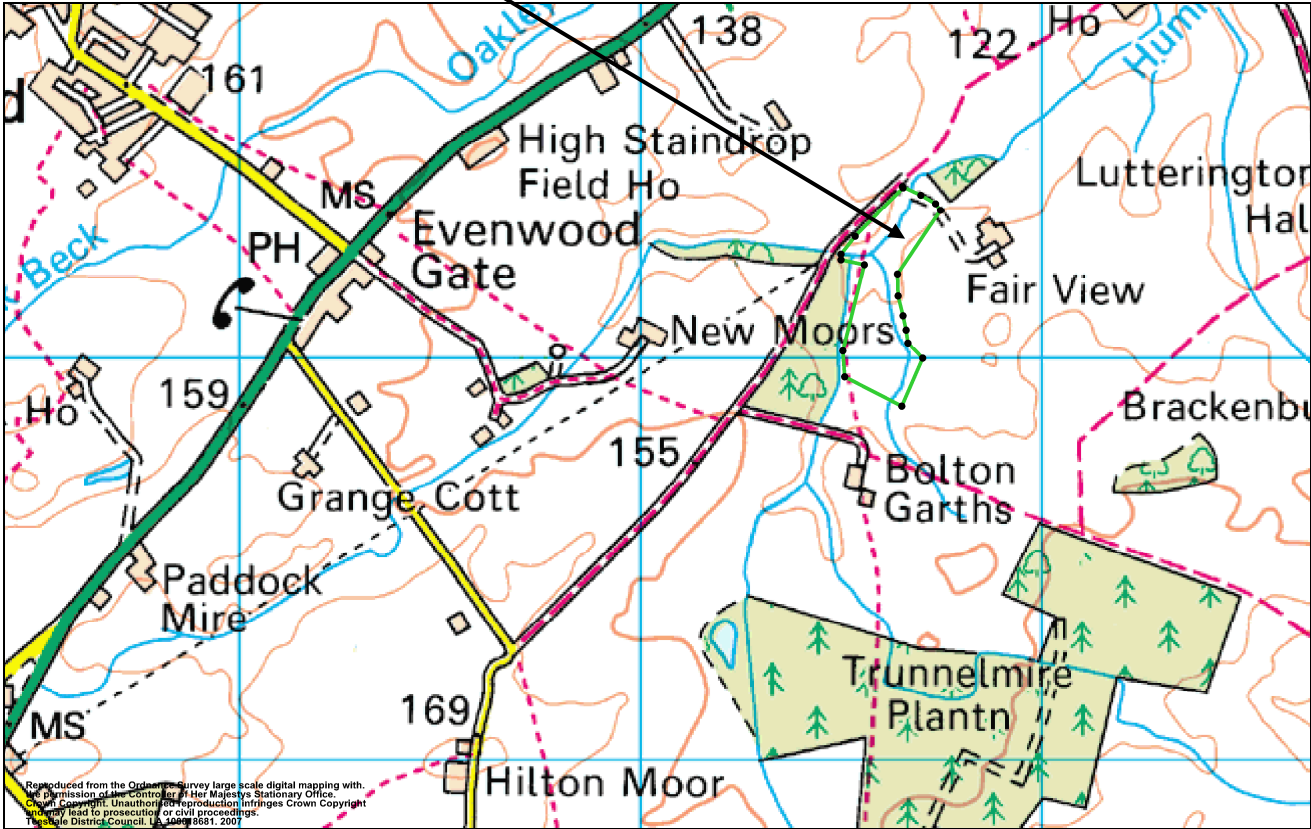 Oakley
138
122
Ho
Humm
161
d
High Staindrop
Field Ho
Lutterington
Hal
MS
Evenwood
Gate
PH
Beck
Fair View
New Moors
159
Ho
155
Brackenbu
Bolton
Garths
Grange Cott
Paddock
Mire
Trunnelmire
Plantn
169
MS
Hilton Moor
Reproduced from the Ordnance Survey large scale digital mapping with.
the permission of the Controller of Her Majestys Stationary Office.
Crown Copyright. Unauthorised reproduction infringes Crown Copyright
and may lead to prosecution or civil proceedings.
Teesdale District Council. LA 2007